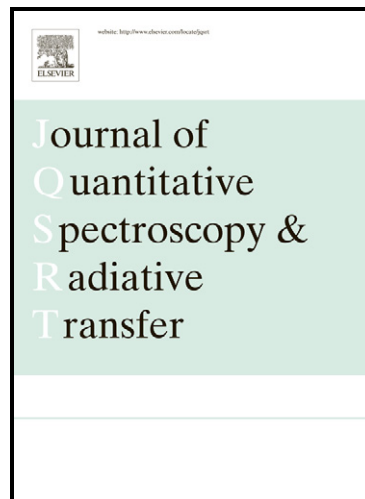 website: http://www.elsevier.com/locate/jqsrt
ELSEVIER
Journal of
Quantitative
Spectroscopy &
Radiative
Transfer